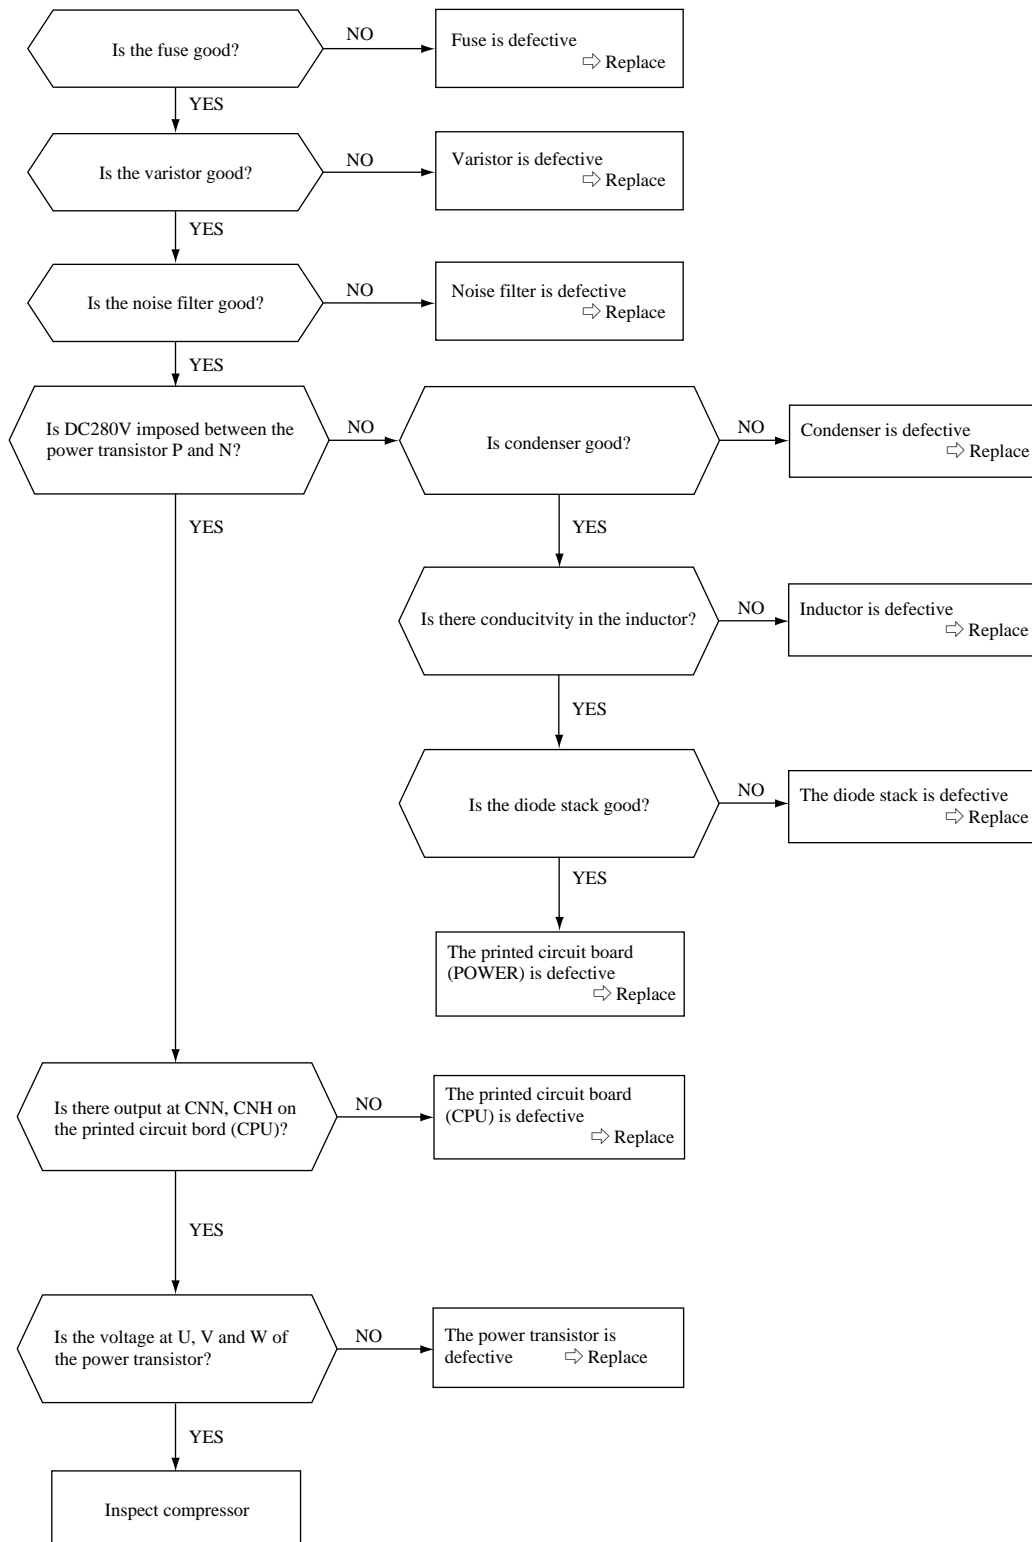 Is the fuse good?
NO
Fuse is defective
⇨ Replace
YES
Is the varistor good?
NO
Varistor is defective
⇨ Replace
YES
Is the noise filter good?
NO
Noise filter is defective
⇨ Replace
YES
Is DC280V imposed between the
power transistor P and N?
NO
Is condenser good?
NO
Condenser is defective
⇨ Replace
YES
YES
Is there conducitvity in the inductor?
NO
Inductor is defective
⇨ Replace
YES
Is the diode stack good?
NO
The diode stack is defective
⇨ Replace
YES
The printed circuit board
(POWER) is defective
⇨ Replace
Is there output at CNN, CNH on
the printed circuit bord (CPU)?
NO
The printed circuit board
(CPU) is defective
⇨ Replace
YES
Is the voltage at U, V and W of
the power transistor?
NO
The power transistor is
defective ⇨ Replace
YES
Inspect compressor